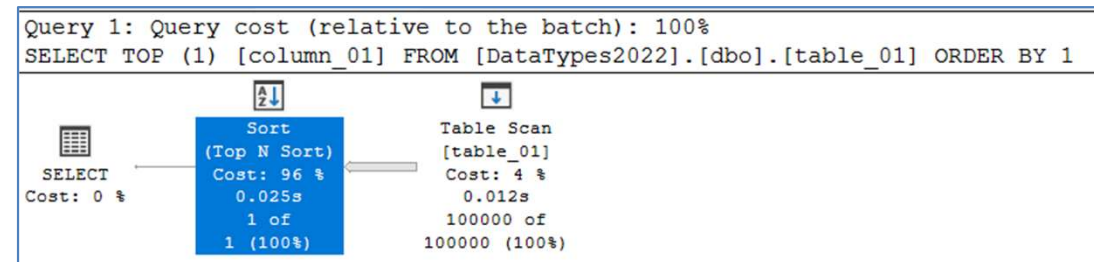 Query 1: Query cost (relative to the batch): 100%
SELECT TOP (1) [column_01] FROM [DataTypes2022].[dbo].[table_01] ORDER BY 1
SELECT
Cost: 0 %
A
Z
Sort
(Top N Sort)
Cost: 96 %
0.025s
1 of
1 (100%)
Table Scan
[table_01]
Cost: 4 %
0.012s
100000 of
100000 (100%)